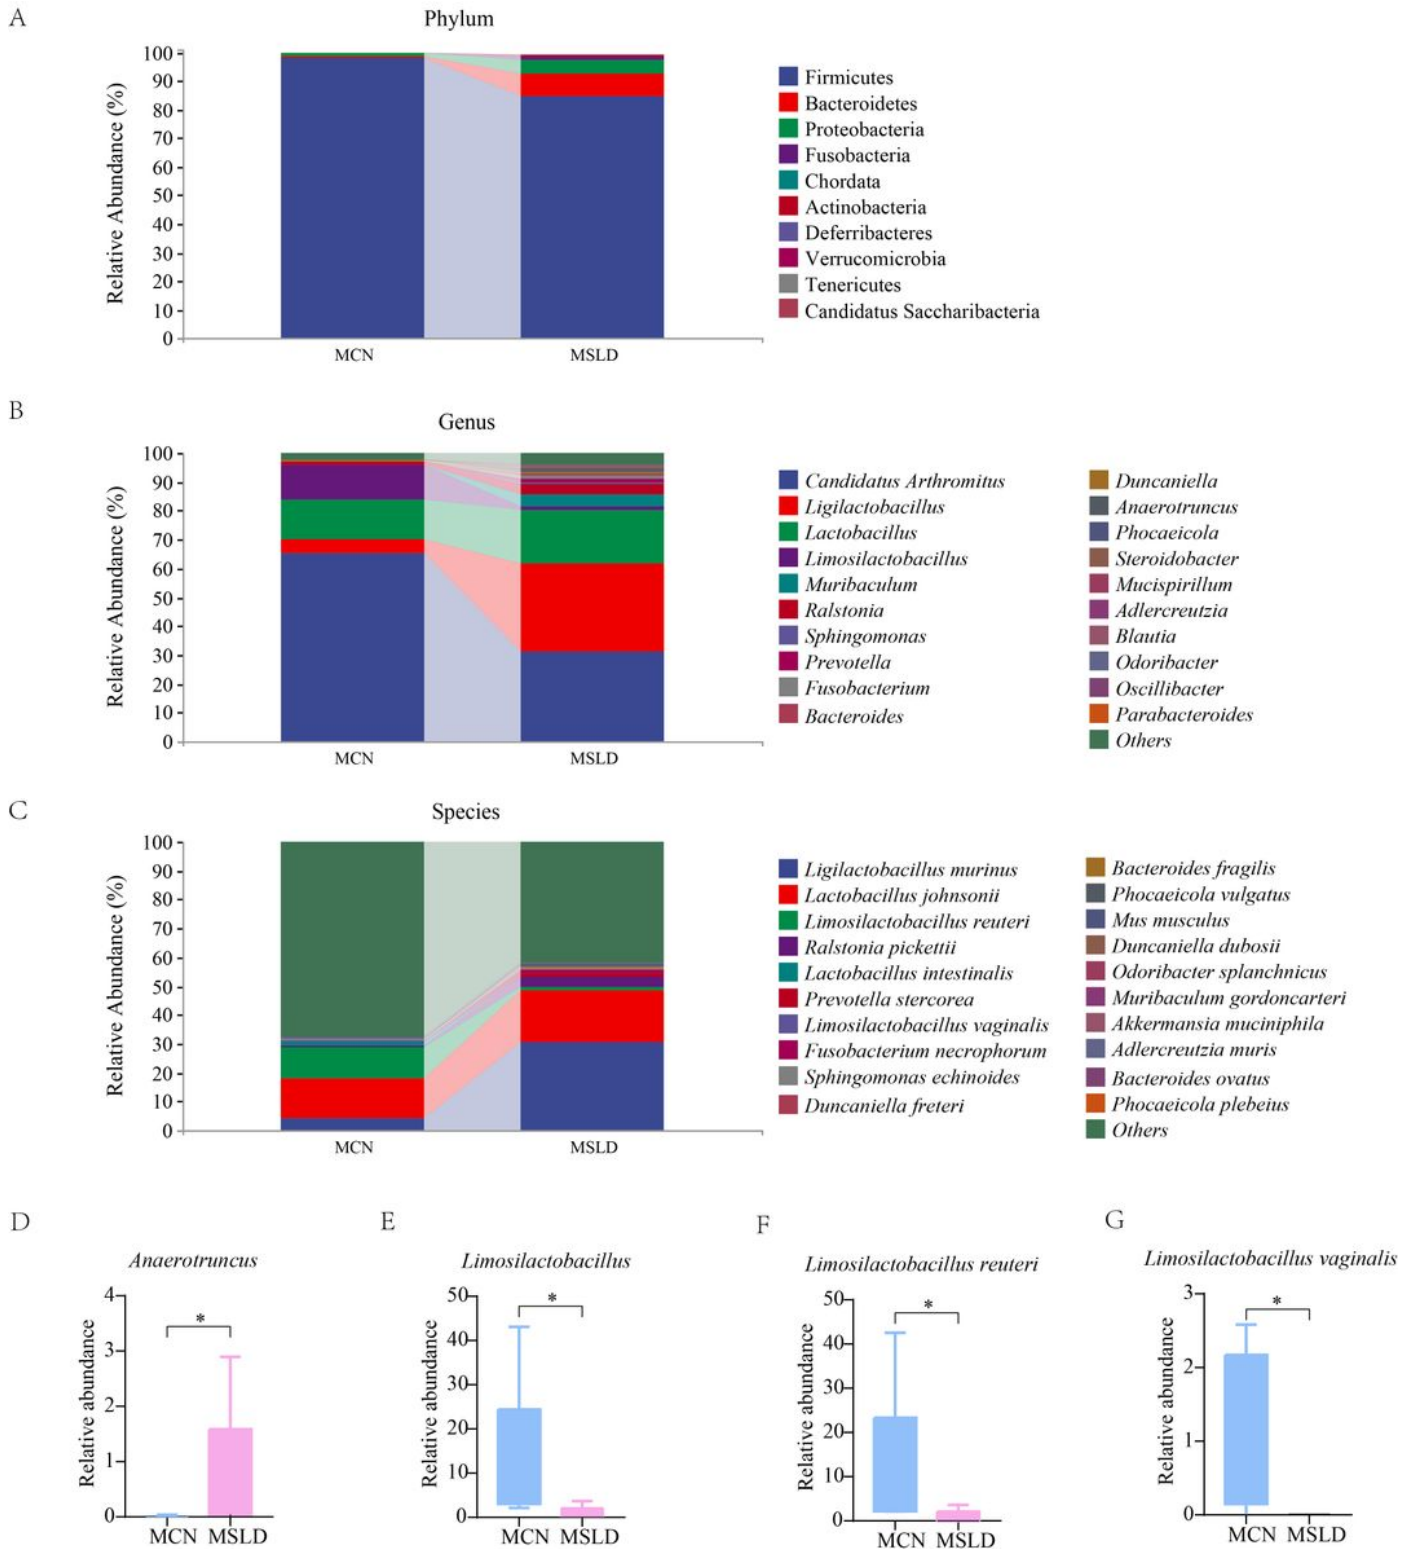 A
Phylum
Relative Abundance (%)
100
90
80
70
60
50
40
30
20
10
0
MCN
MSLD
Firmicutes
Bacteroidetes
Proteobacteria
Fusobacteria
Chordata
Actinobacteria
Deferribacteres
Verrucomicrobia
Tenericutes
Candidatus Saccharibacteria
B
Genus
Relative Abundance (%)
100
90
80
70
60
50
40
30
20
10
0
MCN
MSLD
Candidatus Arthromitus
Ligilactobacillus
Lactobacillus
Limosilactobacillus
Muribaculum
Ralstonia
Sphingomonas
Prevotella
Fusobacterium
Bacteroides
Duncaniella
Anaerotruncus
Phocaeicola
Steroidobacter
Mucispirillum
Adlercreutzia
Blautia
Odoribacter
Oscillibacter
Parabacteroides
Others
C
Species
Relative Abundance (%)
100
90
80
70
60
50
40
30
20
10
0
MCN
MSLD
Ligilactobacillus murinus
Lactobacillus johnsonii
Limosilactobacillus reuteri
Ralstonia pickettii
Lactobacillus intestinalis
Prevotella stercorea
Limosilactobacillus vaginalis
Fusobacterium necrophorum
Sphingomonas echinoides
Duncaniella freteri
Bacteroides fragilis
Phocaeicola vulgatus
Mus musculus
Duncaniella dubosii
Odoribacter splanchnicus
Muribaculum gordoncarteri
Akkermansia muciniphila
Adlercreutzia muris
Bacteroides ovatus
Phocaeicola plebeius
Others
D
Anaerotruncus
Relative abundance
4
3
2
1
0
*
MCN MSLD
E
Limosilactobacillus
Relative abundance
50
40
30
20
10
0
*
MCN MSLD
F
Limosilactobacillus reuteri
Relative abundance
50
40
30
20
10
0
*
MCN MSLD
G
Limosilactobacillus vaginalis
Relative abundance
3
2
1
0
*
MCN MSLD